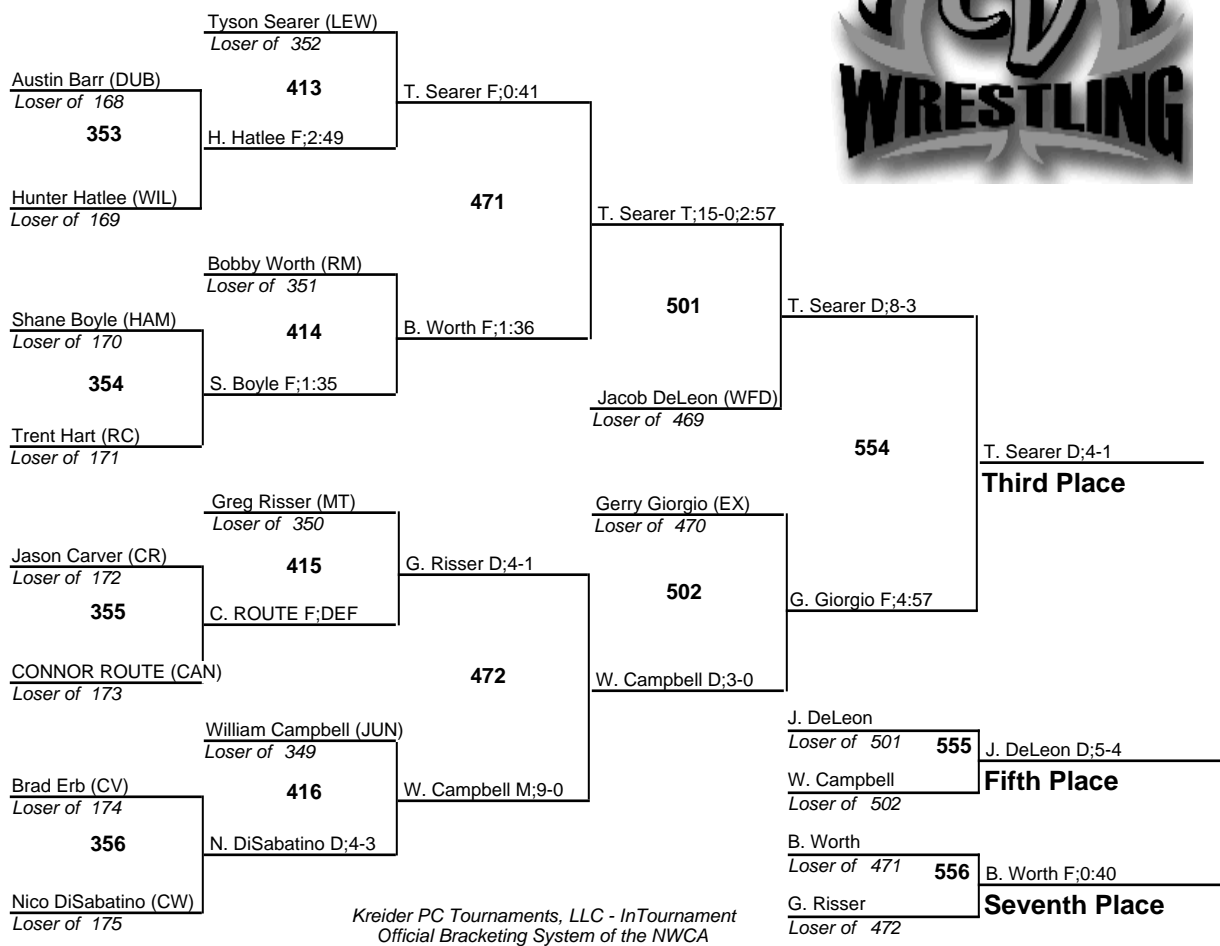 Tyson Searer (LEW)
Loser of 352
CV
WRESTLING
Austin Barr (DUB)
Loser of 168
413
T. Searer F;0:41
353
H. Hatlee F;2:49
Hunter Hatlee (WIL)
Loser of 169
471
T. Searer T;15-0;2:57
Bobby Worth (RM)
Loser of 351
Shane Boyle (HAM)
Loser of 170
414
B. Worth F;1:36
501
T. Searer D;8-3
354
S. Boyle F;1:35
Jacob DeLeon (WFD)
Loser of 469
Trent Hart (RC)
Loser of 171
554
T. Searer D;4-1
Third Place
Greg Risser (MT)
Loser of 350
Gerry Giorgio (EX)
Loser of 470
Jason Carver (CR)
Loser of 172
415
G. Risser D;4-1
502
G. Giorgio F;4:57
355
C. ROUTE F;DEF
CONNOR ROUTE (CAN)
Loser of 173
472
W. Campbell D;3-0
William Campbell (JUN)
Loser of 349
J. DeLeon
Loser of 501
555
J. DeLeon D;5-4
Fifth Place
W. Campbell
Loser of 502
Brad Erb (CV)
Loser of 174
416
W. Campbell M;9-0
356
N. DiSabatino D;4-3
B. Worth
Loser of 471
556
B. Worth F;0:40
Seventh Place
G. Risser
Loser of 472
Nico DiSabatino (CW)
Loser of 175
Kreider PC Tournaments, LLC - InTournament
Official Bracketing System of the NWCA